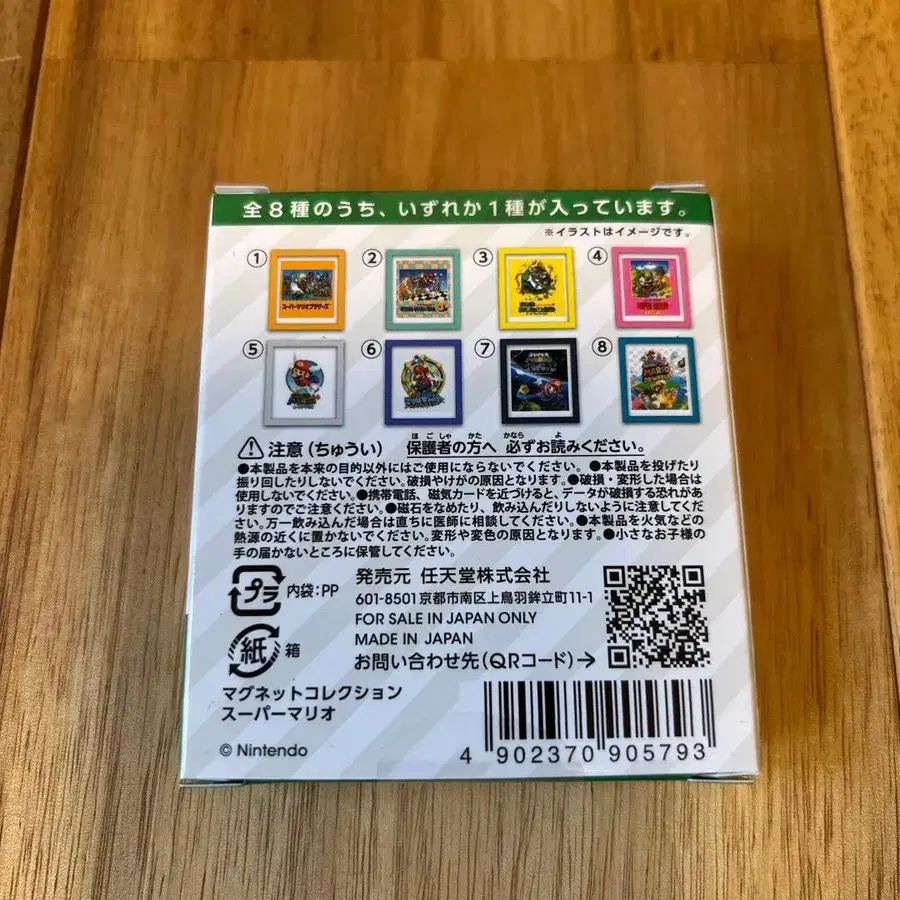 全8種のうち、いずれか1種が入っています。
※イラストはイメージです。
① ② ③ ④
スーパーマリオブラザーズ
⑤ ⑥ ⑦ ⑧
SUPER
MARIO
ほごしゃ かた かなら よ
⚠注意(ちゅうい) 保護者の方へ 必ずお読みください。
●本製品を本来の目的以外にはご使用にならないでください。●本製品を投げたり
振り回したりしないでください。破損やけがの原因となります。●破損・変形した場合は
使用しないでください。●携帯電話、磁気カードを近づけると、データが破損する恐れがあ
りますのでご注意ください。●磁石をなめたり、飲み込んだりしないように注意してくだ
さい。万一飲み込んだ場合は直ちに医師に相談してください。●本製品を火気などの
熱源の近くに置かないでください。変形や変色の原因となります。●小さなお子様の
手の届かないところに保管してください。
プラ 内袋:PP
発売元 任天堂株式会社
601-8501京都市南区上鳥羽鉾立町11-1
FOR SALE IN JAPAN ONLY
MADE IN JAPAN
紙 箱
お問い合わせ先(QRコード)→
マグネットコレクション
スーパーマリオ
© Nintendo
4 902370 905793